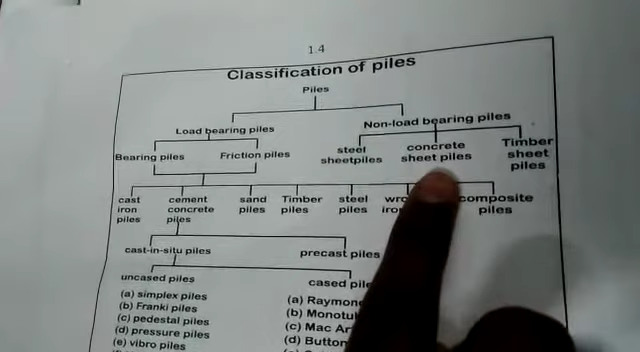 1.4
Classification of piles
Piles
Load bearing piles
Non-load bearing piles
Bearing piles
Friction piles
steel
sheetpiles
concrete
sheet piles
Timber
sheet
piles
cast
iron
piles
cement
concrete
piles
sand
piles
Timber
piles
steel
piles
composite
piles
cast-in-situ piles
precast piles
uncased piles
cased
(a) simplex piles
(b) Franki piles
(c) pedestal piles
(d) pressure piles
(e) vibro piles
(a)
(b)
(c) Mac
(d)